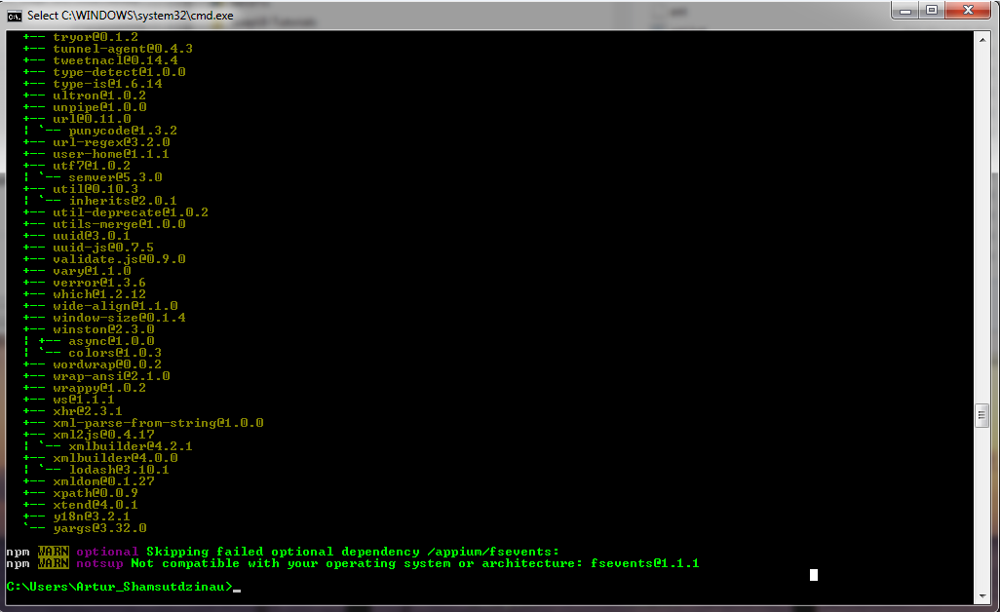 Select C:\WINDOWS\system32\cmd.exe
+-- tryor@0.1.2
+-- tunnel-agent@0.4.3
+-- tweetnacl@0.14.4
+-- type-detect@1.0.0
+-- type-is@1.6.14
+-- ultron@1.0.2
+-- unpipe@1.0.0
+-- url@0.11.0
| `-- punycode@1.3.2
+-- url-regex@3.2.0
+-- user-home@1.1.1
+-- utf7@1.0.2
| `-- semver@5.3.0
+-- util@0.10.3
| `-- inherits@2.0.1
+-- util-deprecate@1.0.2
+-- utils-merge@1.0.0
+-- uuid@3.0.1
+-- uuid-js@0.7.5
+-- validate.js@0.9.0
+-- vary@1.1.0
+-- verror@1.3.6
+-- which@1.2.12
+-- wide-align@1.1.0
+-- window-size@0.1.4
+-- winston@2.3.0
| +-- async@1.0.0
| `-- colors@1.0.3
+-- wordwrap@0.0.2
+-- wrap-ansi@2.1.0
+-- wrappy@1.0.2
+-- ws@1.1.1
+-- xhr@2.3.1
+-- xml-parse-from-string@1.0.0
+-- xml2js@0.4.17
| `-- xmlbuilder@4.2.1
+-- xmlbuilder@4.0.0
| `-- lodash@3.10.1
+-- xmldom@0.1.27
+-- xpath@0.0.9
+-- xtend@4.0.1
+-- y18n@3.2.1
`-- yargs@3.32.0
npm WARN optional Skipping failed optional dependency /appium/fsevents:
npm WARN notsup Not compatible with your operating system or architecture: fsevents@1.1.1
C:\Users\Artur_Shamsutdzinau>_